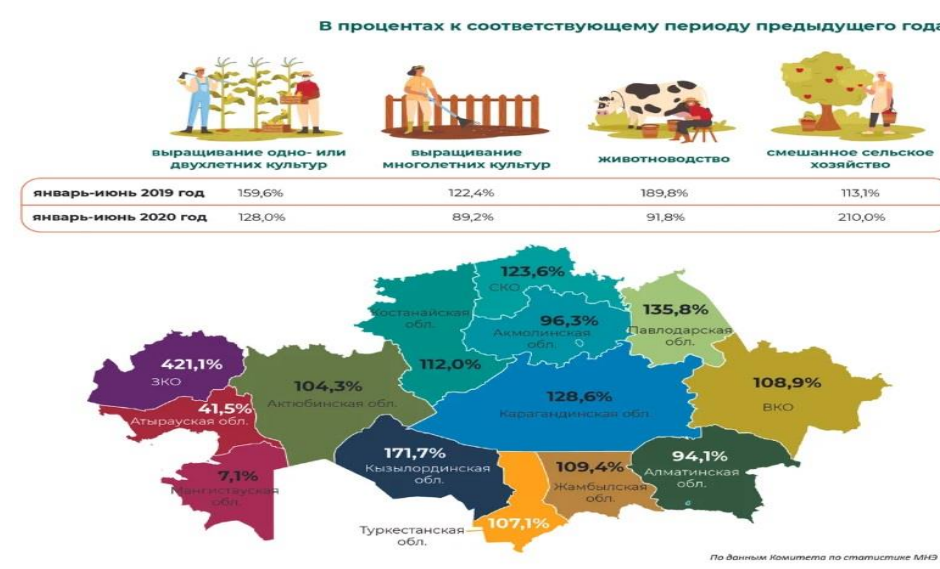 В процентах к соответствующему периоду предыдущего года
выращивание одно- или
двухлетних культур
выращивание
многолетних культур
животноводство
смешанное сельское
хозяйство
январь-июнь 2019 год 159,6% 122,4% 189,8% 113,1%
январь-июнь 2020 год 128,0% 89,2% 91,8% 210,0%
123,6%
СКО
Костанайская
обл.
112,0%
96,3%
Акмолинская
обл.
135,8%
Павлодарская
обл.
421,1%
ЗКО
104,3%
Актюбинская обл.
128,6%
Карагандинская обл.
108,9%
ВКО
41,5%
Атырауская обл.
7,1%
Мангистауская
обл.
171,7%
Кызылординская
обл.
109,4%
Жамбылская
обл.
94,1%
Алматинская
обл.
Туркестанская
обл.
107,1%
По данным Комитета по статистике МНЭ